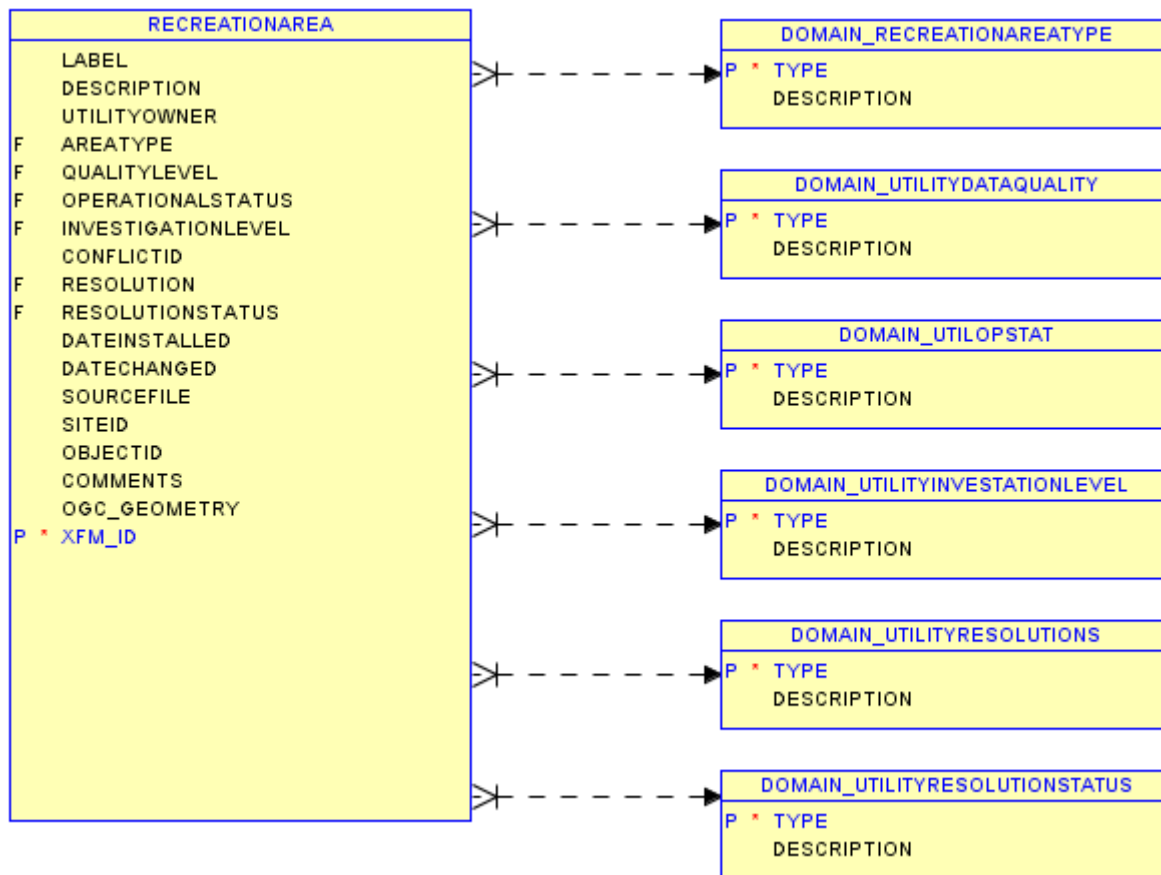 RECREATIONAREA
LABEL
DESCRIPTION
UTILITYOWNER
F AREATYPE
F QUALITYLEVEL
F OPERATIONALSTATUS
F INVESTIGATIONLEVEL
CONFLICTID
F RESOLUTION
F RESOLUTIONSTATUS
DATEINSTALLED
DATECHANGED
SOURCEFILE
SITEID
OBJECTID
COMMENTS
OGC_GEOMETRY
P * XFM_ID
DOMAIN_RECREATIONAREATYPE
P * TYPE
DESCRIPTION
DOMAIN_UTILITYDATAQUALITY
P * TYPE
DESCRIPTION
DOMAIN_UTILOPSTAT
P * TYPE
DESCRIPTION
DOMAIN_UTILITYINVESTATIONLEVEL
P * TYPE
DESCRIPTION
DOMAIN_UTILITYRESOLUTIONS
P * TYPE
DESCRIPTION
DOMAIN_UTILITYRESOLUTIONSTATUS
P * TYPE
DESCRIPTION